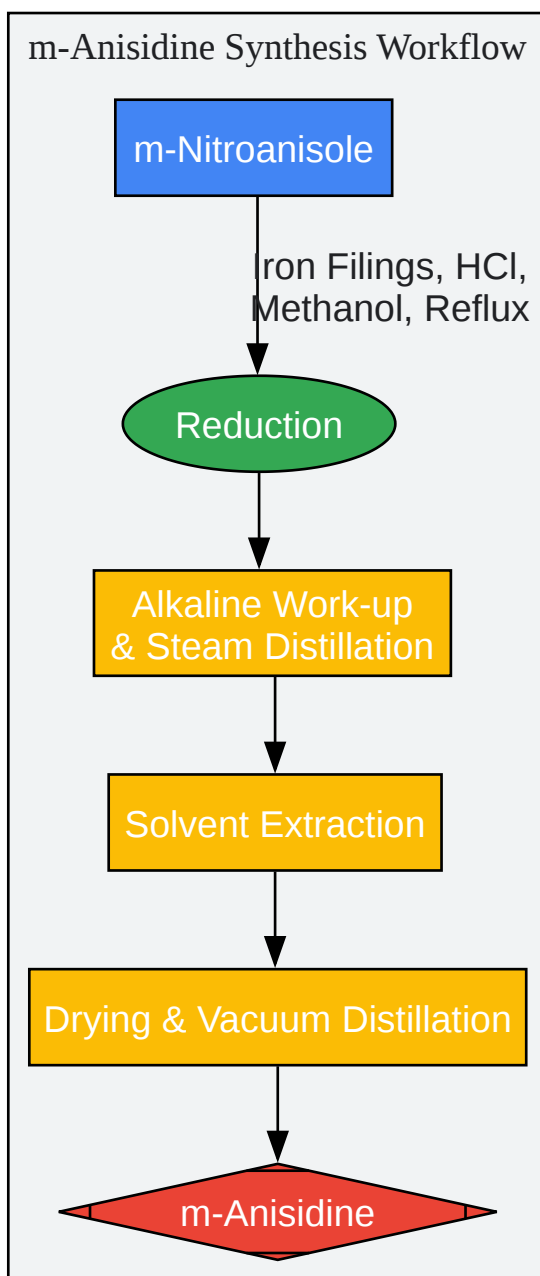 m-Anisidine Synthesis Workflow
m-Nitroanisole
Iron Filings, HCl,
Methanol, Reflux
Reduction
Alkaline Work-up
& Steam Distillation
Solvent Extraction
Drying & Vacuum Distillation
m-Anisidine